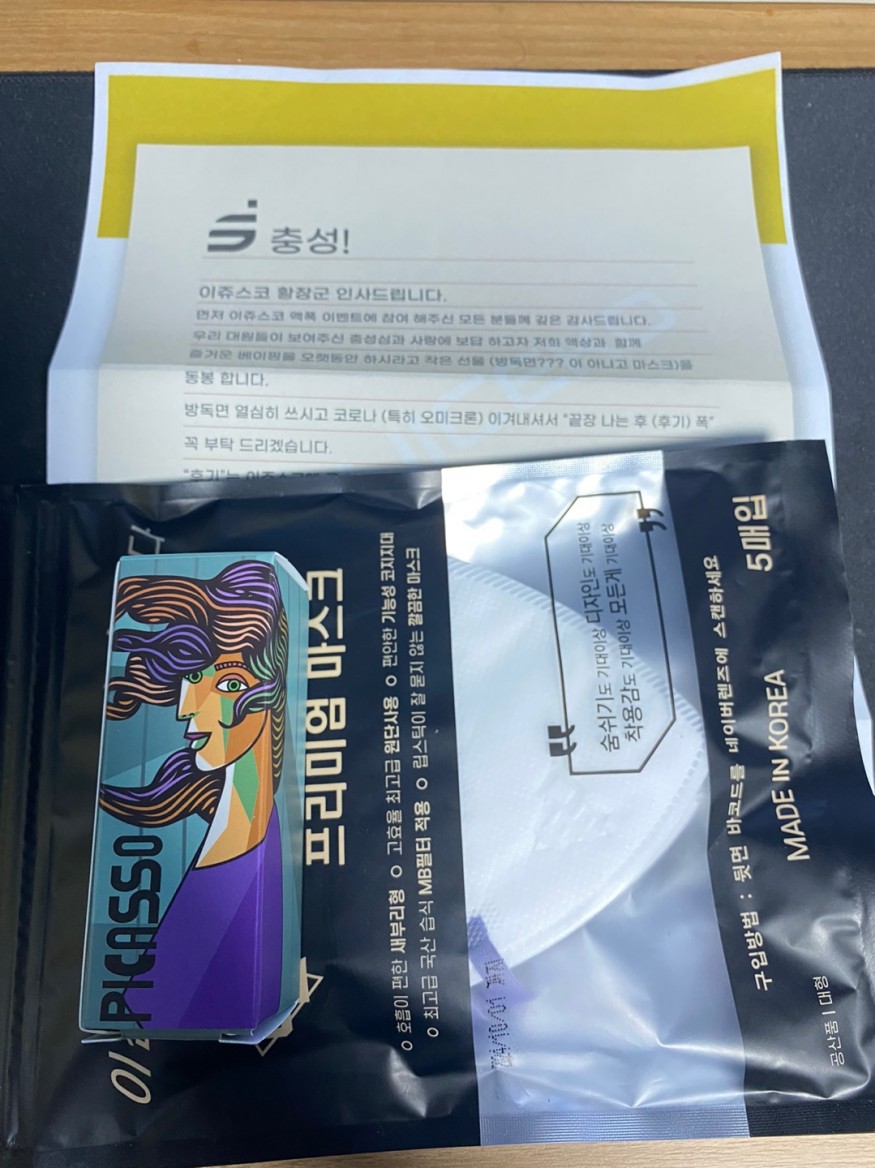 충성!
이쥬스코 황장군 인사드립니다.
먼저 이쥬스코 액폭 이벤트에 참여 해주신 모든 분들께 깊은 감사드립니다.
우리 대원들이 보여주신 충성심과 사랑에 보답 하고자 저희 액상과 함께
즐거운 베이핑을 오랫동안 하시라고 작은 선물 (방독면??? 이 아니고 마스크)을
동봉 합니다.
방독면 열심히 쓰시고 코로나 (특히 오미크론) 이겨내셔서 "끝장 나는 후 (후기) 폭"
꼭 부탁 드리겠습니다.
"후기"는 이쥬스코에
PICASSO
프리미엄 마스크
○ 호흡이 편한 새부리형 ○ 고효율 최고급 원단사용 ○ 편안한 기능성 코지지대
○ 최고급 국산 습식 MB필터 적용 ○ 립스틱이 잘 묻지 않는 깔끔한 마스크
숨쉬기도 기대이상 디자인도 기대이상
착용감도 기대이상 모든게 기대이상
구입방법 : 뒷면 바코드를 네이버렌즈에 스캔하세요
MADE IN KOREA
5매입
공산품 | 대형